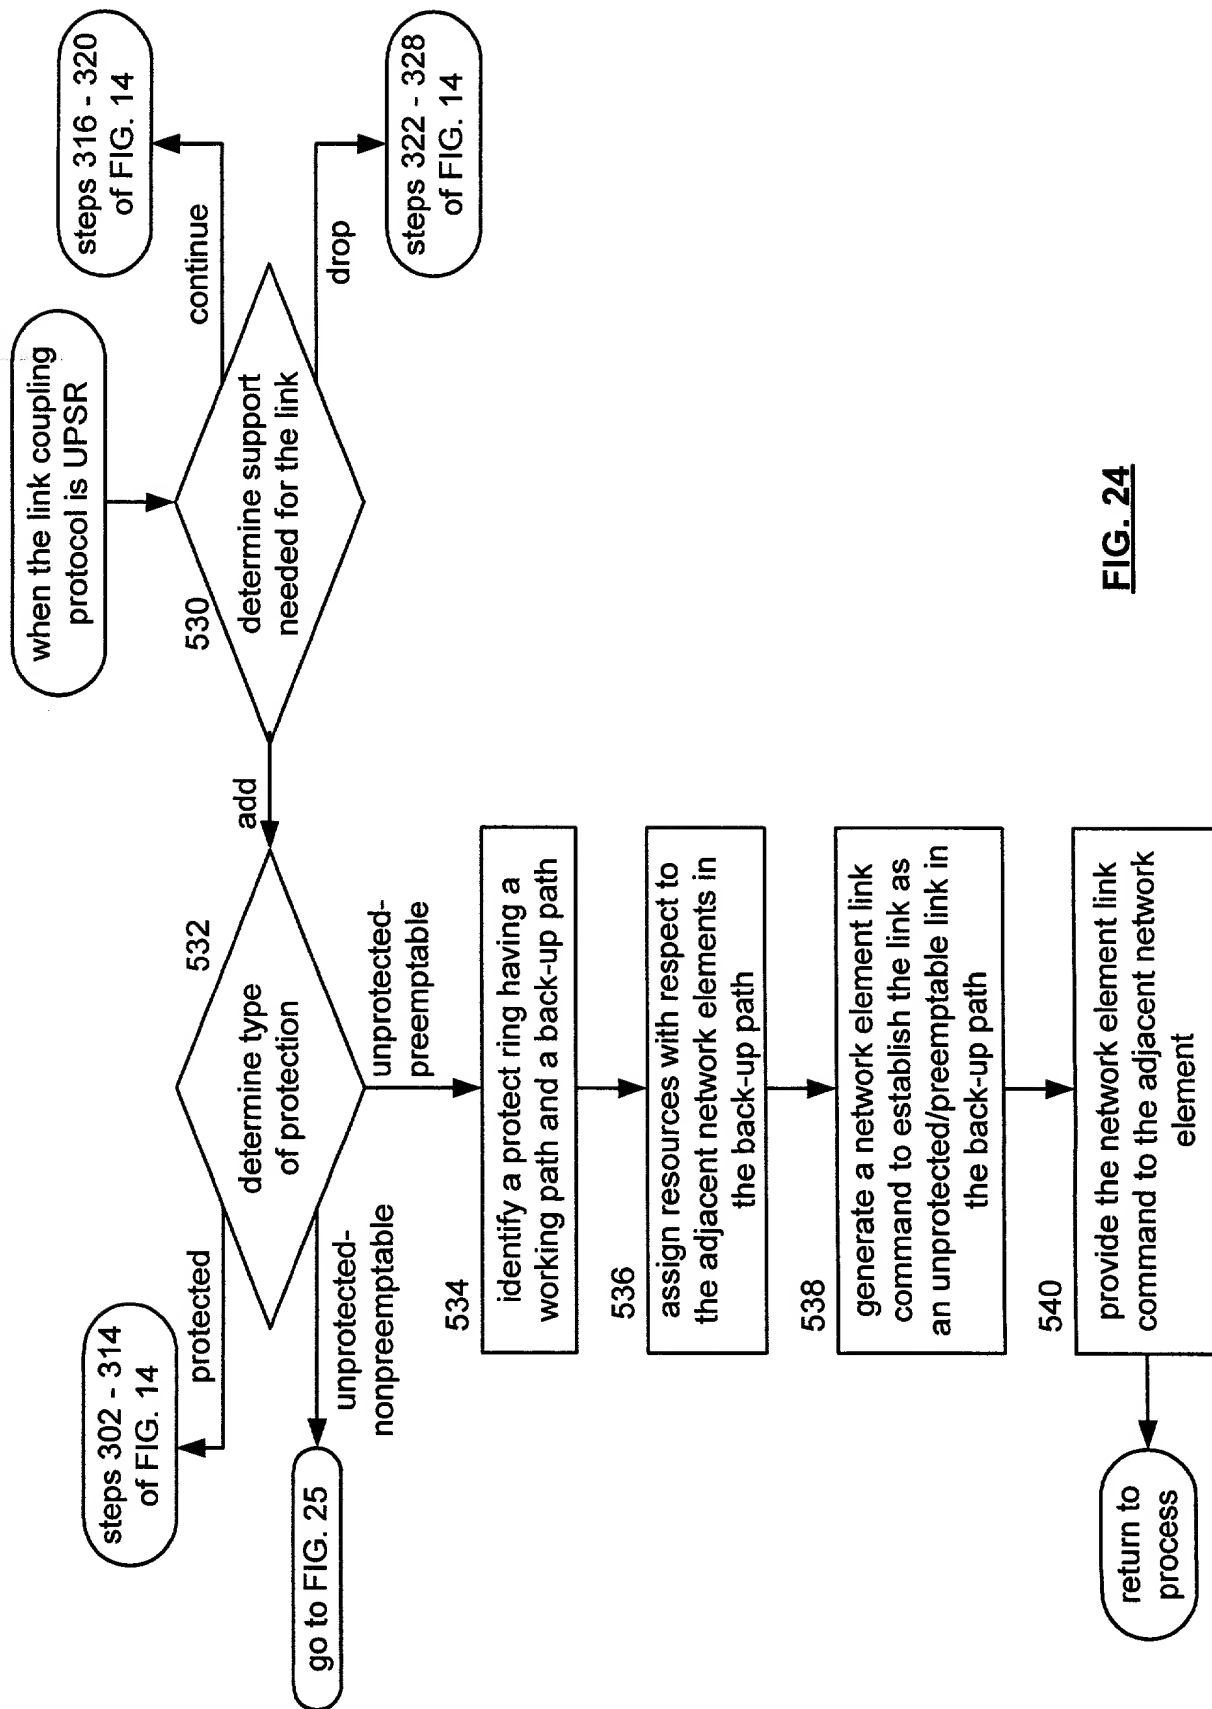 when the link coupling
protocol is UPSR
530
determine support
needed for the link
continue
steps 316 - 320
of FIG. 14
drop
steps 322 - 328
of FIG. 14
add
532
determine type
of protection
protected
steps 302 - 314
of FIG. 14
unprotected-
nonpreemptable
go to FIG. 25
unprotected-
preemptable
534
identify a protect ring having a
working path and a back-up path
536
assign resources with respect to
the adjacent network elements in
the back-up path
538
generate a network element link
command to establish the link as
an unprotected/preemptable link in
the back-up path
540
provide the network element link
command to the adjacent network
element
return to
process
FIG. 24